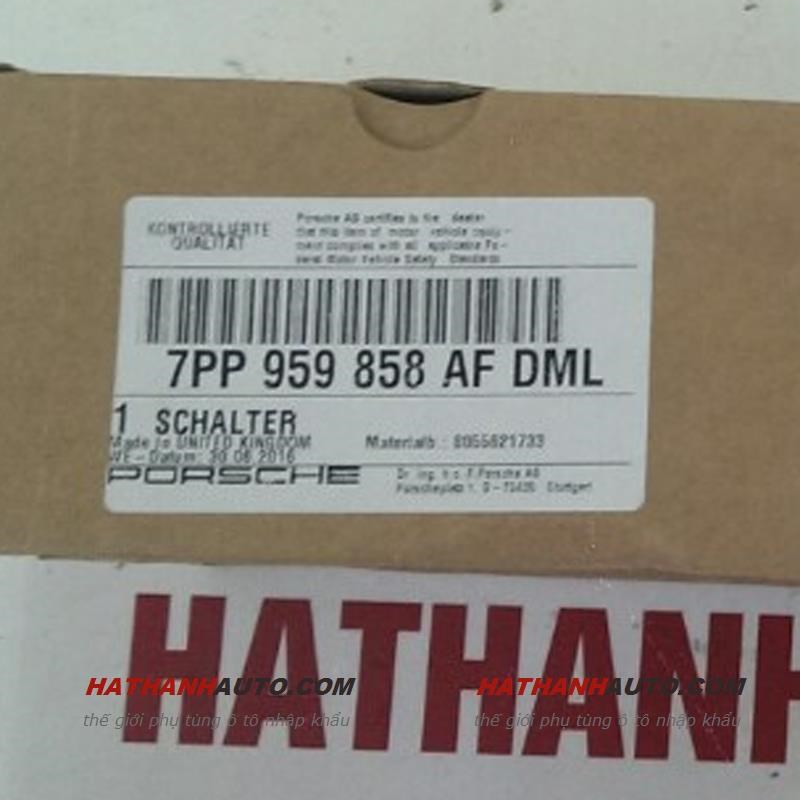 KONTROLLIERTE
QUALITÄT
Porsche AG certifies to the dealer
that this item of motor vehicle equip-
ment complies with all applicable Fe-
deral Motor Vehicle Safety Standards
7PP 959 858 AF DML
1 SCHALTER
Made in UNITED KINGDOM
Materialb : 8055621733
WE-Datum: 30.06.2016
PORSCHE
Dr. Ing. h.c. F.Porsche AG
Porscheplatz 1, D-70435 Stuttgart
HATHANH
HATHANHAUTO.COM
thế giới phụ tùng ô tô nhập khẩu
HATHANHAUTO.COM
thế giới phụ tùng ô tô nhập khẩu